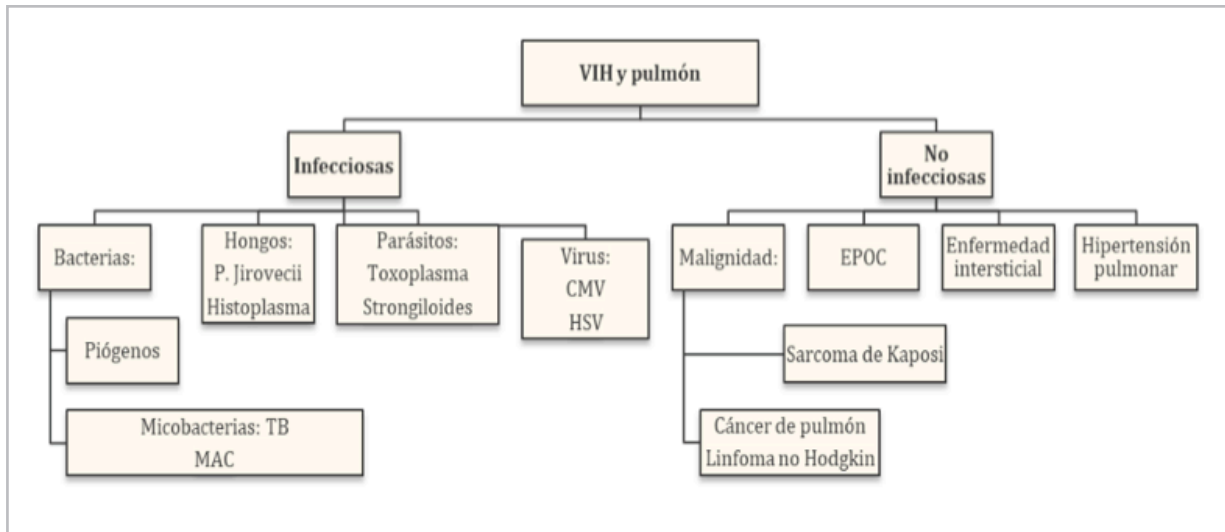 VIH y pulmón
Infecciosas
No
infecciosas
Bacterias:
Hongos:
P. Jirovecii
Histoplasma
Parásitos:
Toxoplasma
Strongiloides
Virus:
CMV
HSV
Malignidad:
EPOC
Enfermedad
intersticial
Hipertensión
pulmonar
Piógenos
Sarcoma de Kaposi
Micobacterias: TB
MAC
Cáncer de pulmón
Linfoma no Hodgkin